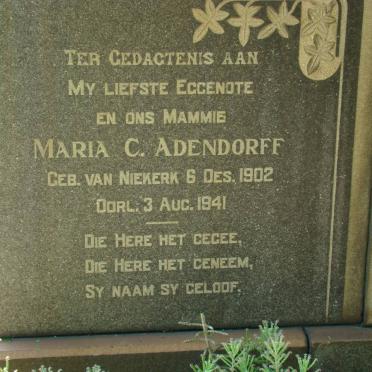 TER GEDAGTENIS AAN
MY LIEFSTE EGGENOTE
EN ONS MAMMIE
MARIA C. ADENDORFF
GEB. VAN NIEKERK 6 DES. 1902
OORL. 3 AUG. 1941
DIE HERE HET GEGEE,
DIE HERE HET GENEEM,
SY NAAM SY GELOOF.